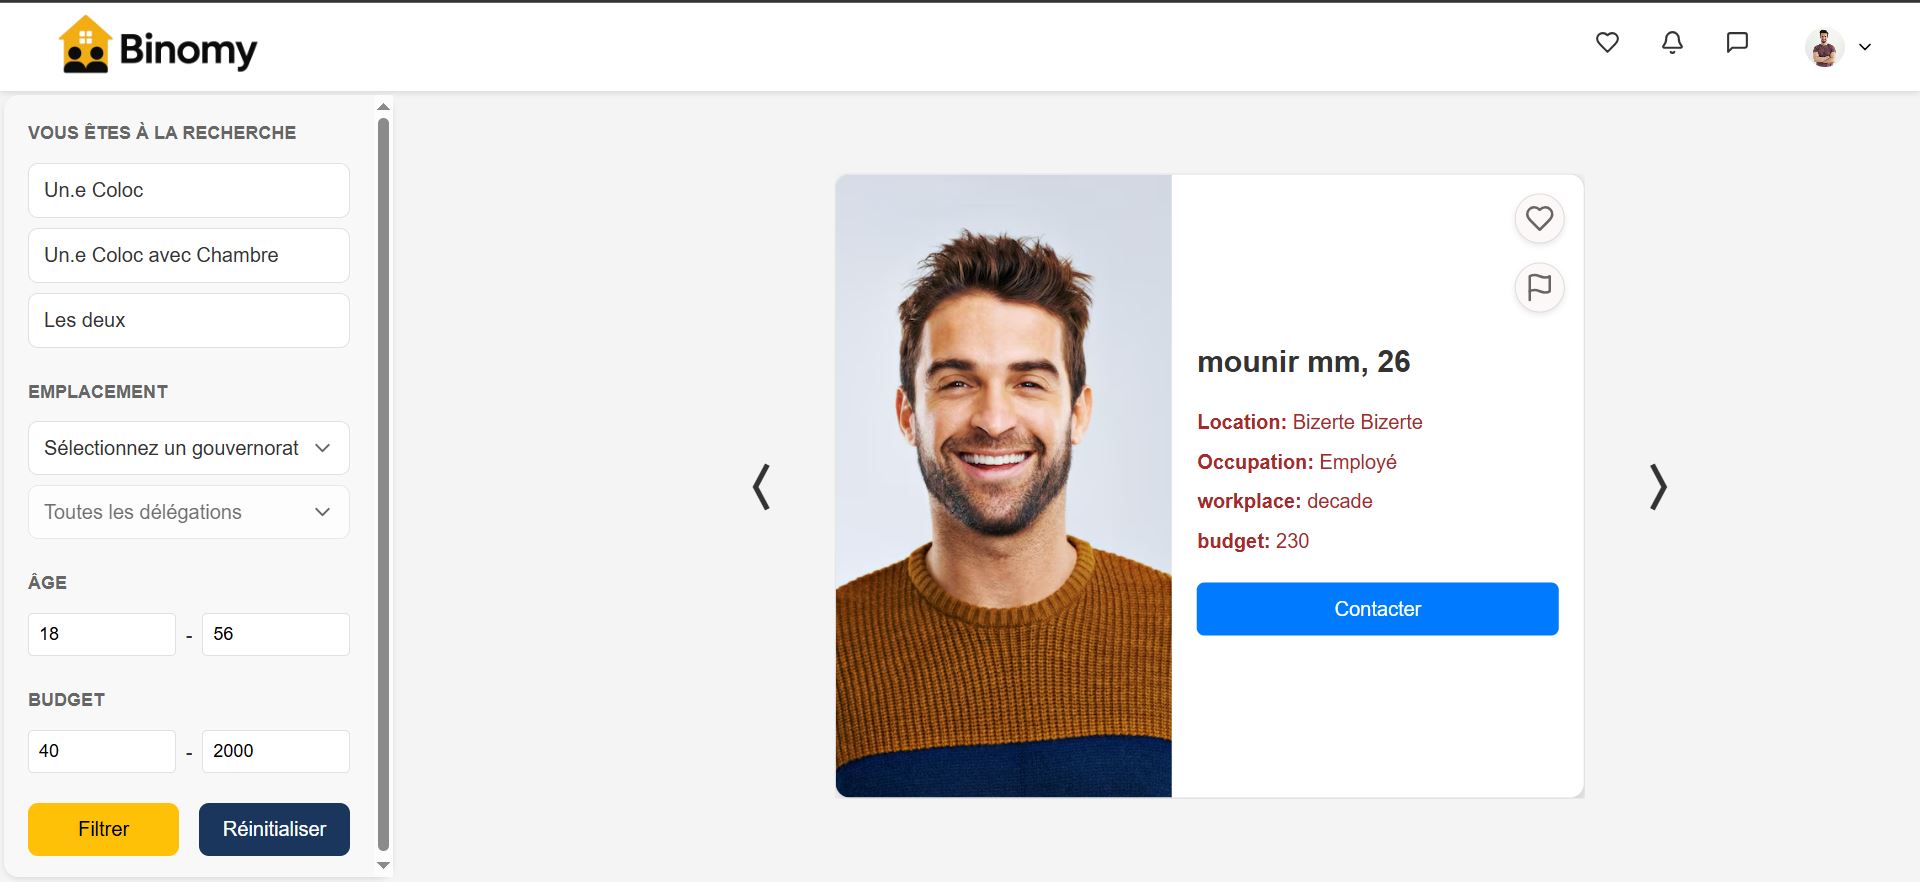 Binomy
VOUS ÊTES À LA RECHERCHE
Un.e Coloc
Un.e Coloc avec Chambre
Les deux
EMPLACEMENT
Sélectionnez un gouvernorat
Toutes les délégations
ÂGE
18 - 56
BUDGET
40 - 2000
Filtrer Réinitialiser
mounir mm, 26
Location: Bizerte Bizerte
Occupation: Employé
workplace: decade
budget: 230
Contacter